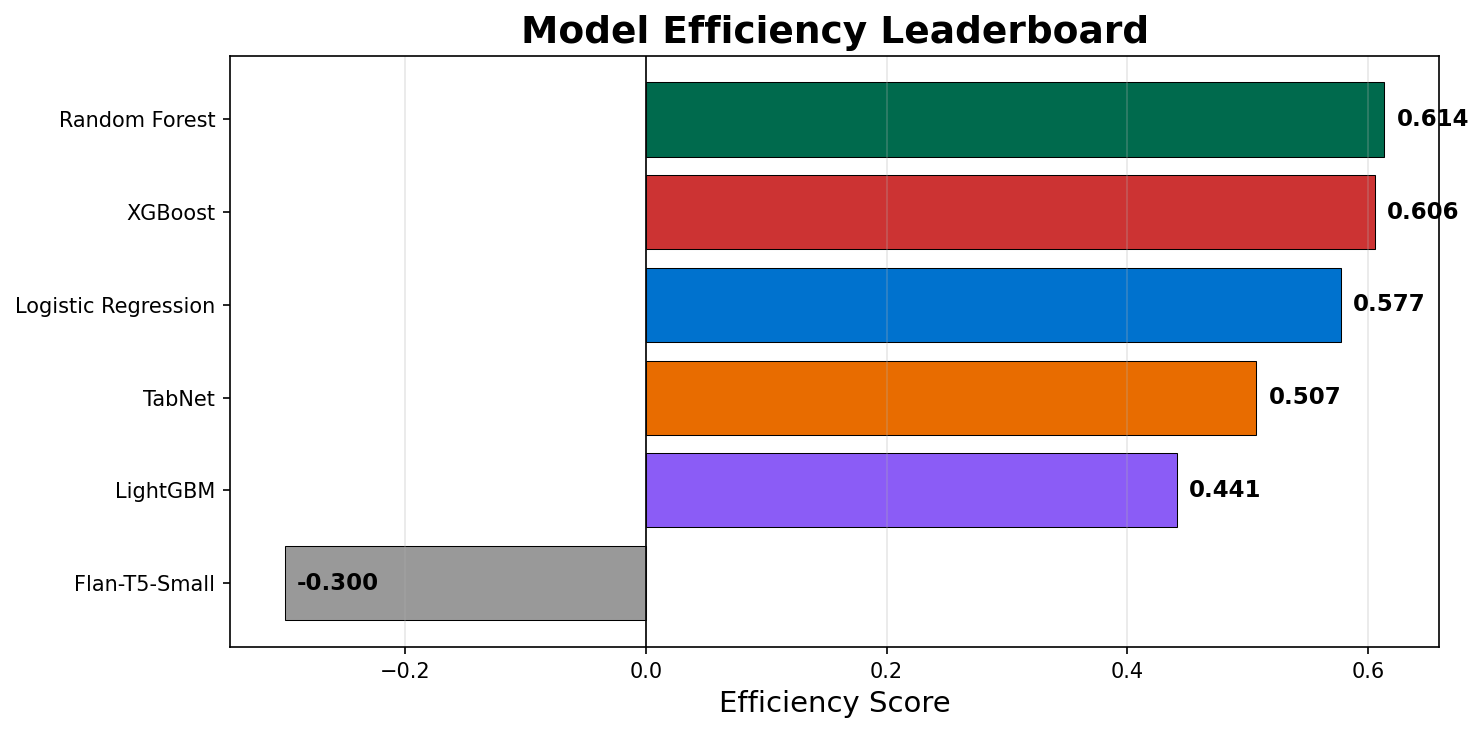 Model Efficiency Leaderboard
Random Forest 0.614
XGBoost 0.606
Logistic Regression 0.577
TabNet 0.507
LightGBM 0.441
Flan-T5-Small -0.300
−0.2 0.0 0.2 0.4 0.6
Efficiency Score